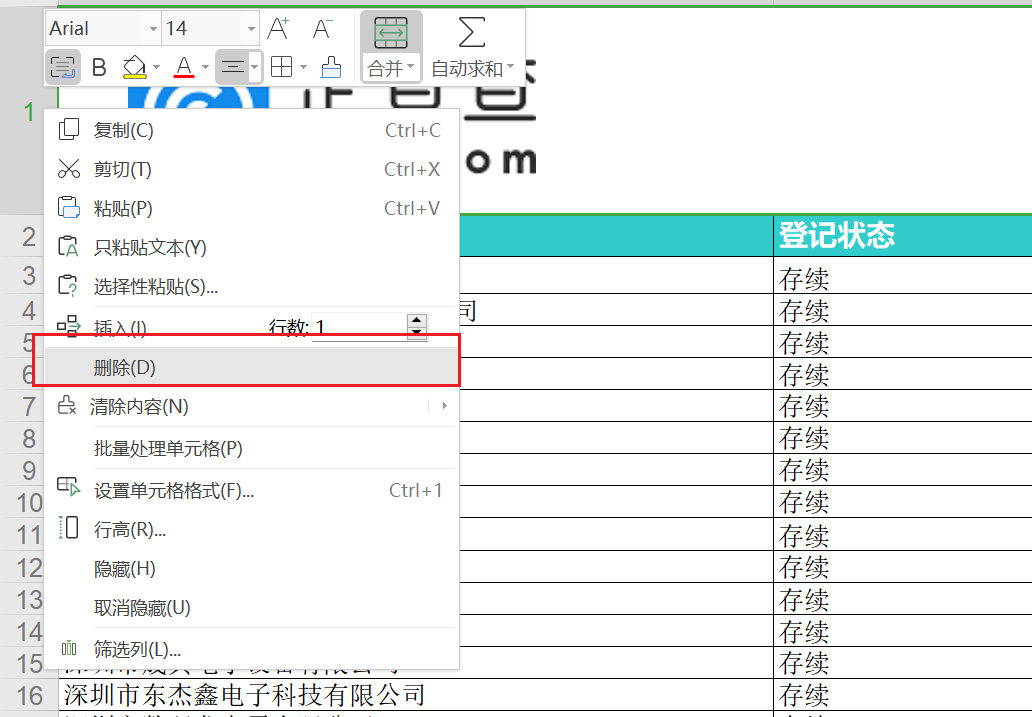 Arial 14 A+ A-
B A 合并 自动求和
1
om
复制(C) Ctrl+C
剪切(T) Ctrl+X
粘贴(P) Ctrl+V
只粘贴文本(Y)
选择性粘贴(S)...
插入(I) 行数: 1
删除(D)
清除内容(N)
批量处理单元格(P)
设置单元格格式(F)... Ctrl+1
行高(R)...
隐藏(H)
取消隐藏(U)
筛选列(L)...
2 登记状态
3 存续
4 司 存续
5 存续
6 存续
7 存续
8 存续
9 存续
10 存续
11 存续
12 存续
13 存续
14 存续
15 存续
16 深圳市东杰鑫电子科技有限公司 存续